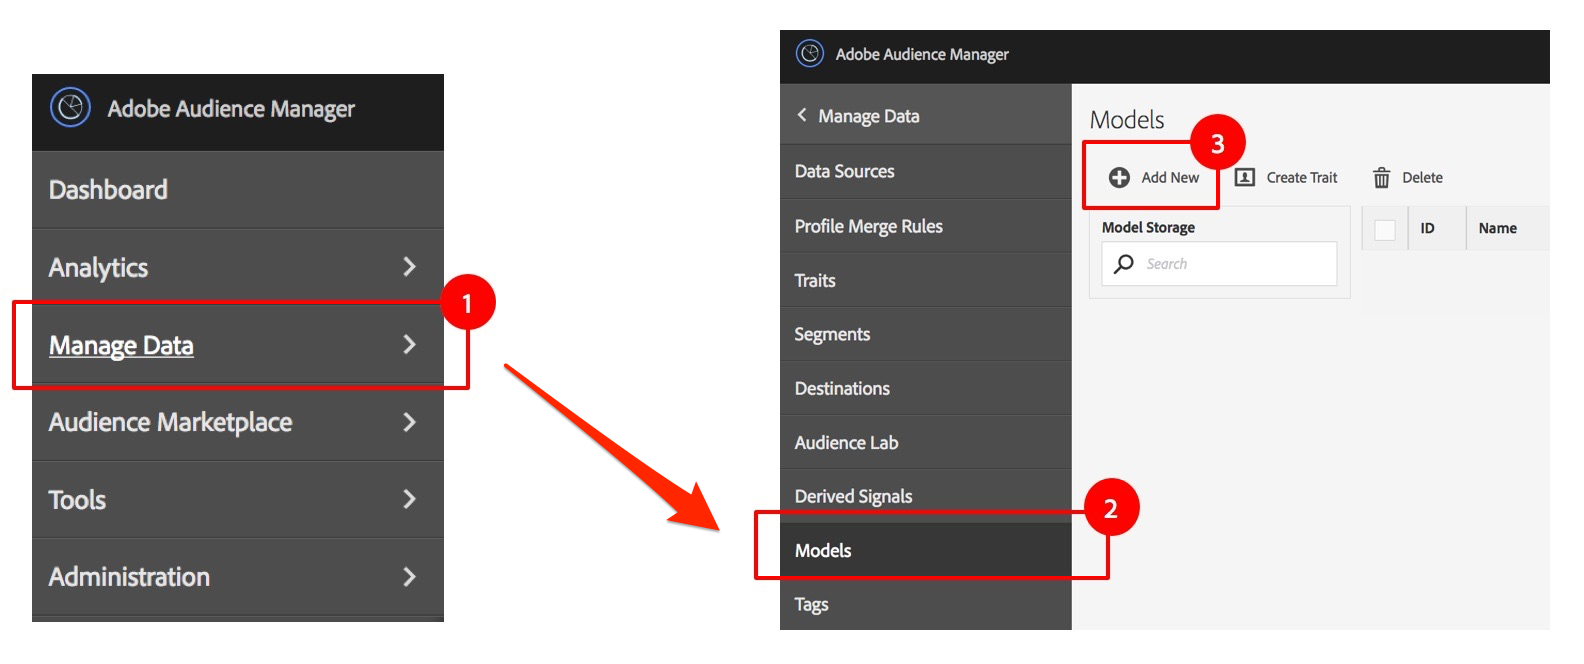 Adobe Audience Manager
Dashboard
Analytics
1
Manage Data
Audience Marketplace
Tools
Administration
Adobe Audience Manager
Manage Data
Data Sources
Profile Merge Rules
Traits
Segments
Destinations
Audience Lab
Derived Signals
2
Models
Tags
Models
3
Add New Create Trait Delete
Model Storage
Search
ID Name